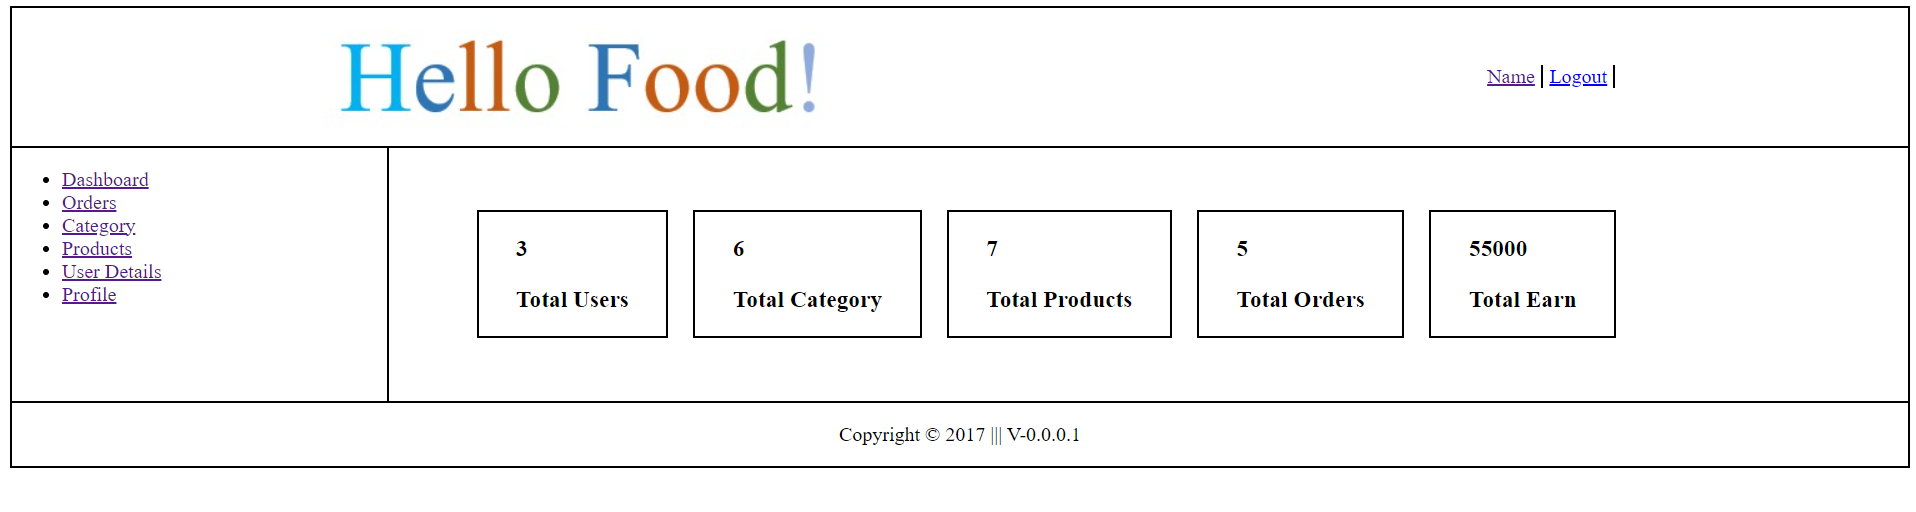 Hello Food!
Name | Logout |
Dashboard
Orders
Category
Products
User Details
Profile
3
Total Users
6
Total Category
7
Total Products
5
Total Orders
55000
Total Earn
Copyright © 2017 ||| V-0.0.0.1